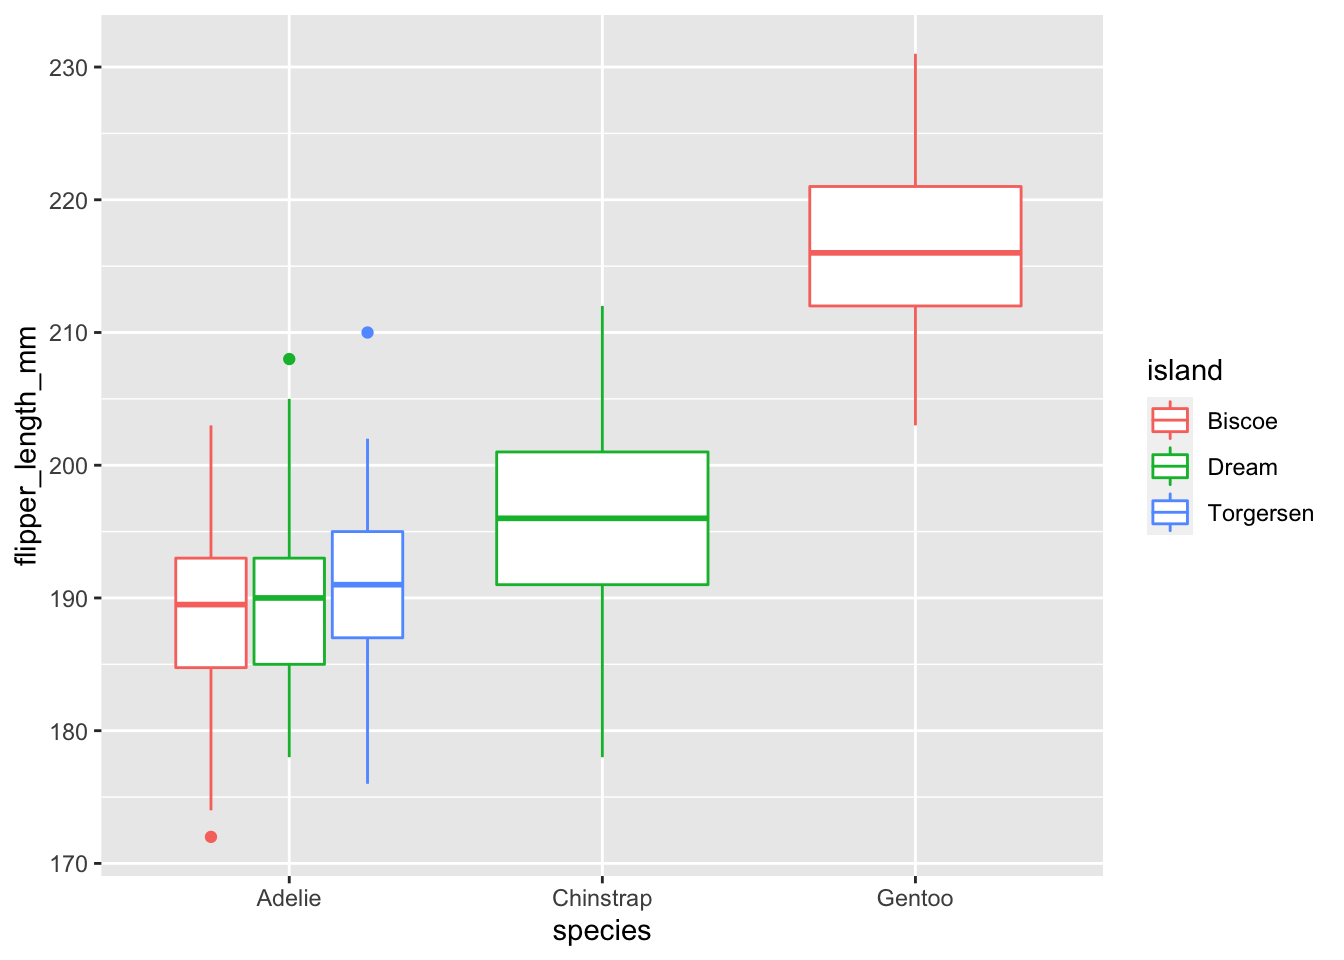 flipper_length_mm
230
220
210
200
190
180
170
Adelie Chinstrap Gentoo
species
island
Biscoe
Dream
Torgersen